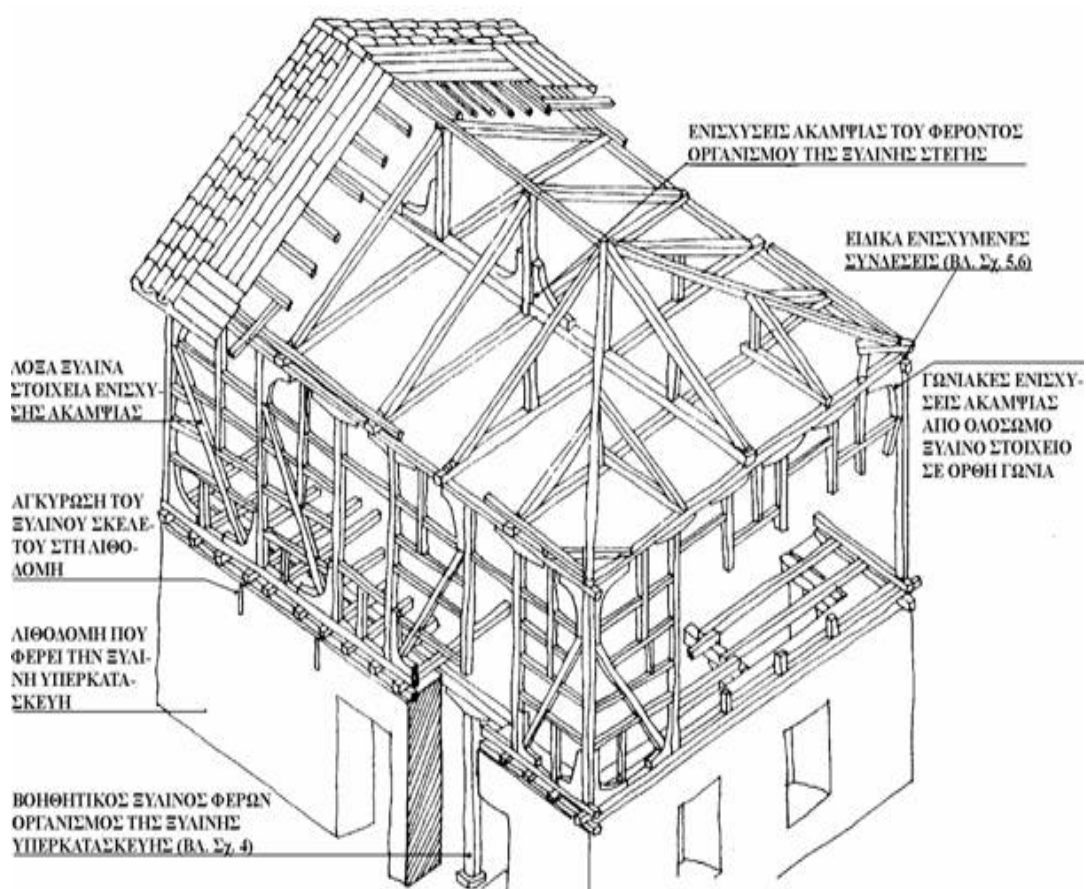 ΕΝΙΣΧΥΣΕΙΣ ΑΚΑΜΨΙΑΣ ΤΟΥ ΦΕΡΟΝΤΟΣ
ΟΡΓΑΝΙΣΜΟΥ ΤΗΣ ΞΥΛΙΝΗΣ ΣΤΕΓΗΣ
ΕΙΔΙΚΑ ΕΝΙΣΧΥΜΕΝΕΣ
ΣΥΝΔΕΣΕΙΣ (ΒΛ. Σχ. 5,6)
ΛΟΞΑ ΞΥΛΙΝΑ
ΣΤΟΙΧΕΙΑ ΕΝΙΣΧΥ-
ΣΗΣ ΑΚΑΜΨΙΑΣ
ΓΩΝΙΑΚΕΣ ΕΝΙΣΧΥ-
ΣΕΙΣ ΑΚΑΜΨΙΑΣ
ΑΠΟ ΟΛΟΣΩΜΟ
ΞΥΛΙΝΟ ΣΤΟΙΧΕΙΟ
ΣΕ ΟΡΘΗ ΓΩΝΙΑ
ΑΓΚΥΡΩΣΗ ΤΟΥ
ΞΥΛΙΝΟΥ ΣΚΕΛΕ-
ΤΟΥ ΣΤΗ ΛΙΘΟ-
ΔΟΜΗ
ΛΙΘΟΔΟΜΗ ΠΟΥ
ΦΕΡΕΙ ΤΗΝ ΞΥΛΙ-
ΝΗ ΥΠΕΡΚΑΤΑ-
ΣΚΕΥΗ
ΒΟΗΘΗΤΙΚΟΣ ΞΥΛΙΝΟΣ ΦΕΡΩΝ
ΟΡΓΑΝΙΣΜΟΣ ΤΗΣ ΞΥΛΙΝΗΣ
ΥΠΕΡΚΑΤΑΣΚΕΥΗΣ (ΒΛ. Σχ. 4)